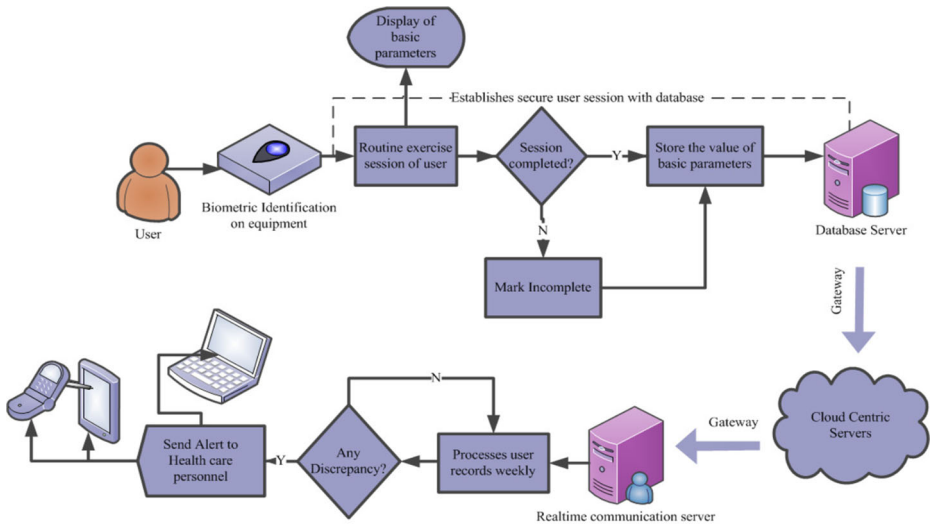 Display of
basic
parameters
Establishes secure user session with database
Routine exercise
session of user
Session
completed?
Y
Store the value of
basic parameters
Biometric Identification
on equipment
User
Database Server
N
Mark Incomplete
Gateway
Cloud Centric
Servers
Gateway
Realtime communication server
N
Processes user
records weekly
Any
Discrepancy?
Y
Send Alert to
Health care
personnel